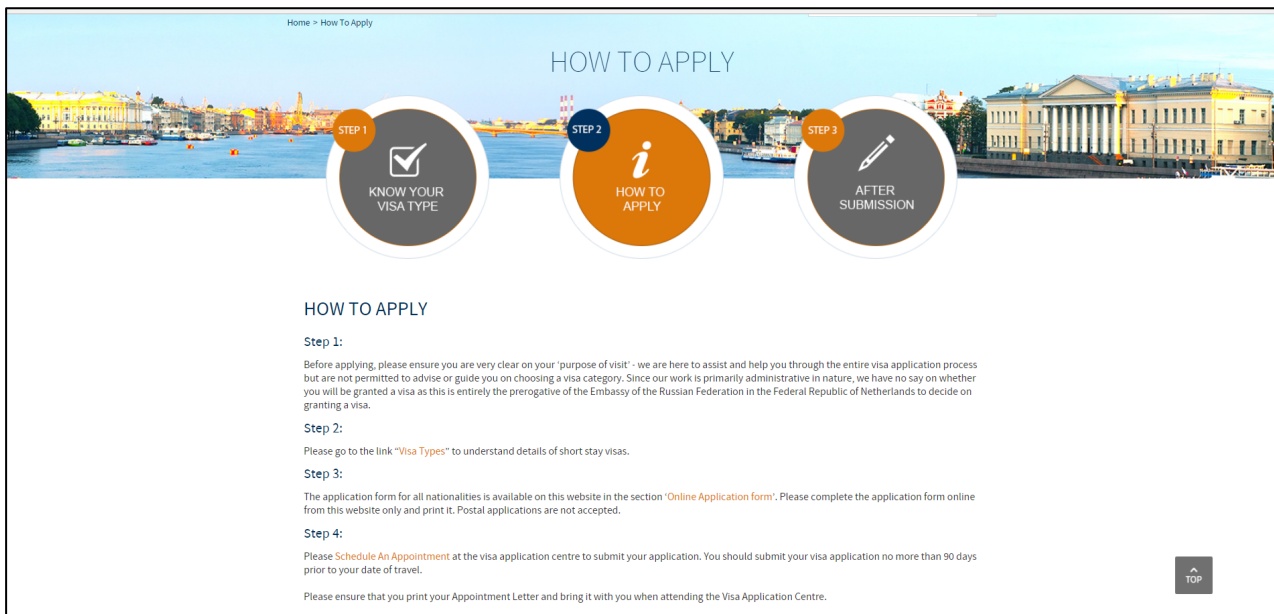 Home > How To Apply
HOW TO APPLY
STEP 1
KNOW YOUR
VISA TYPE
STEP 2
HOW TO
APPLY
STEP 3
AFTER
SUBMISSION
HOW TO APPLY
Step 1:
Before applying, please ensure you are very clear on your 'purpose of visit' - we are here to assist and help you through the entire visa application process
but are not permitted to advise or guide you on choosing a visa category. Since our work is primarily administrative in nature, we have no say on whether
you will be granted a visa as this is entirely the prerogative of the Embassy of the Russian Federation in the Federal Republic of Netherlands to decide on
granting a visa.
Step 2:
Please go to the link "Visa Types" to understand details of short stay visas.
Step 3:
The application form for all nationalities is available on this website in the section 'Online Application form'. Please complete the application form online
from this website only and print it. Postal applications are not accepted.
Step 4:
Please Schedule An Appointment at the visa application centre to submit your application. You should submit your visa application no more than 90 days
prior to your date of travel.
Please ensure that you print your Appointment Letter and bring it with you when attending the Visa Application Centre.
TOP